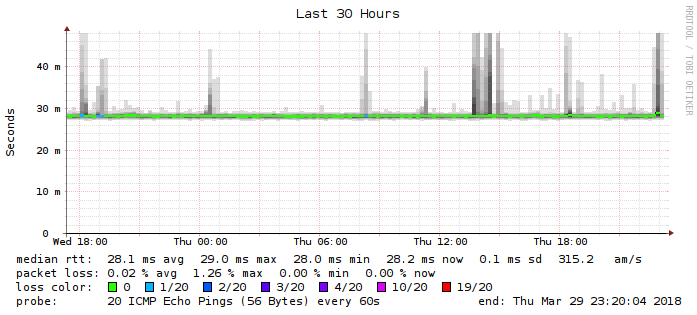 Last 30 Hours
RRDTOOL / TOBI OETIKER
Seconds
40 m
30 m
20 m
10 m
0
Wed 18:00 Thu 00:00 Thu 06:00 Thu 12:00 Thu 18:00
median rtt: 28.1 ms avg 29.0 ms max 28.0 ms min 28.2 ms now 0.1 ms sd 315.2 am/s
packet loss: 0.02 % avg 1.26 % max 0.00 % min 0.00 % now
loss color: 0 1/20 2/20 3/20 4/20 10/20 19/20
probe: 20 ICMP Echo Pings (56 Bytes) every 60s end: Thu Mar 29 23:20:04 2018